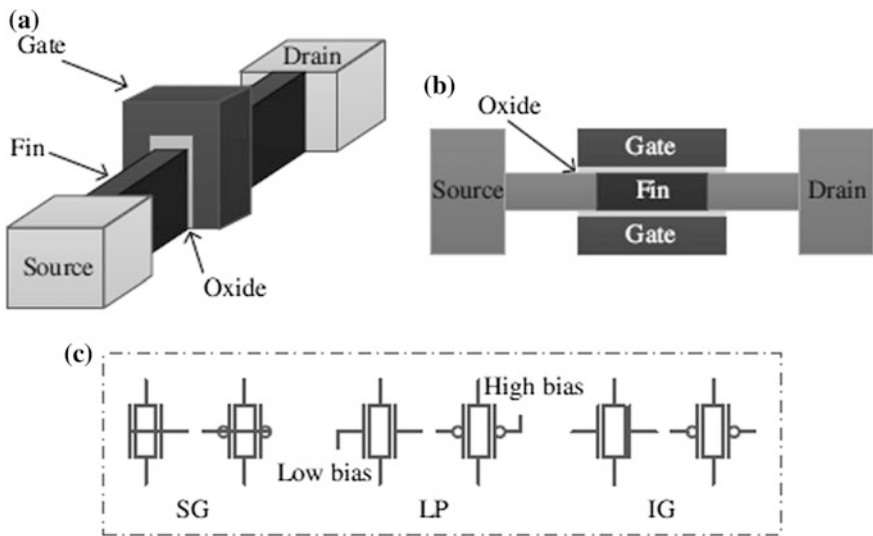 (a)
Gate
Drain
Fin
Source
Oxide
(b)
Oxide
Gate
Source
Fin
Drain
Gate
(c)
High bias
Low bias
SG
LP
IG